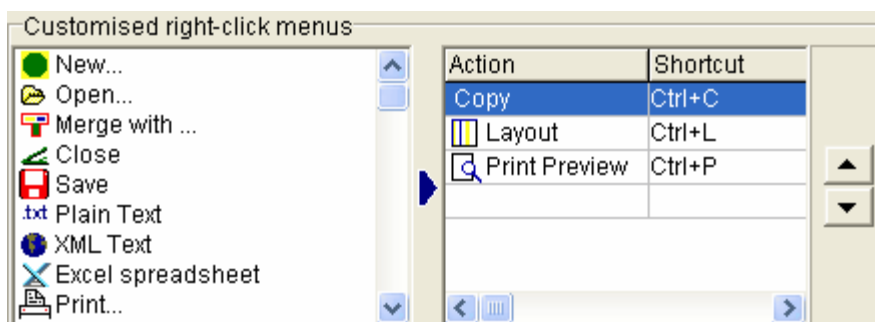 Customised right-click menus
New...
Open...
Merge with ...
Close
Save
.txt Plain Text
XML Text
Excel spreadsheet
Print...
Action Shortcut
Copy Ctrl+C
Layout Ctrl+L
Print Preview Ctrl+P